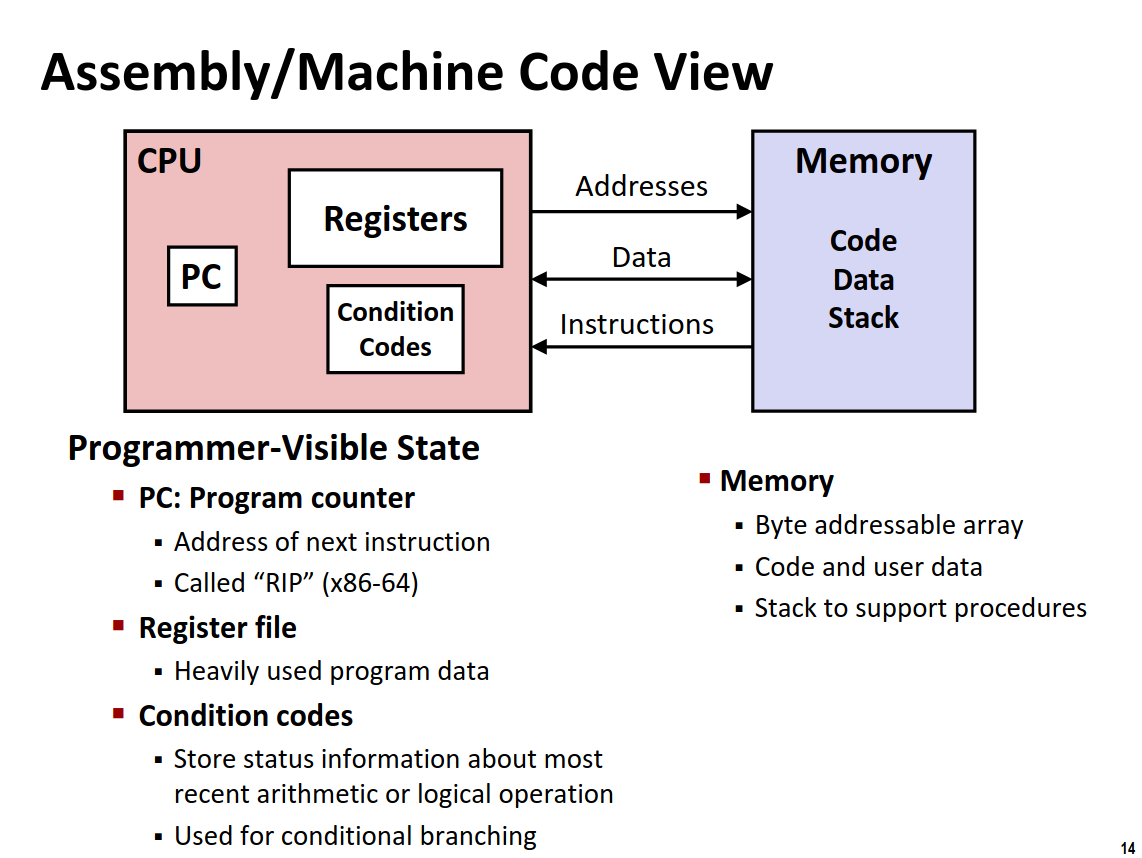 Assembly/Machine Code View
CPU
Registers
PC
Condition
Codes
Addresses
Data
Instructions
Memory
Code
Data
Stack
Programmer-Visible State
▪ PC: Program counter
▪ Address of next instruction
▪ Called “RIP” (x86-64)
▪ Register file
▪ Heavily used program data
▪ Condition codes
▪ Store status information about most
recent arithmetic or logical operation
▪ Used for conditional branching
▪ Memory
▪ Byte addressable array
▪ Code and user data
▪ Stack to support procedures
14